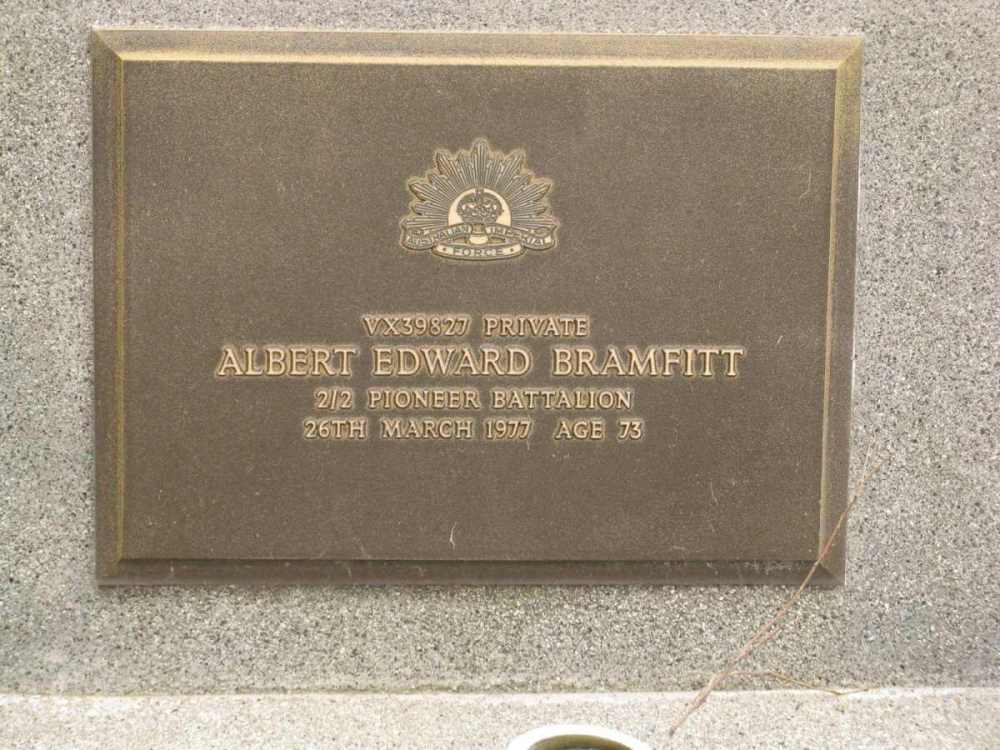 AUSTRALIAN IMPERIAL
FORCE
VX39827 PRIVATE
ALBERT EDWARD BRAMFITT
2/2 PIONEER BATTALION
26TH MARCH 1977 AGE 73